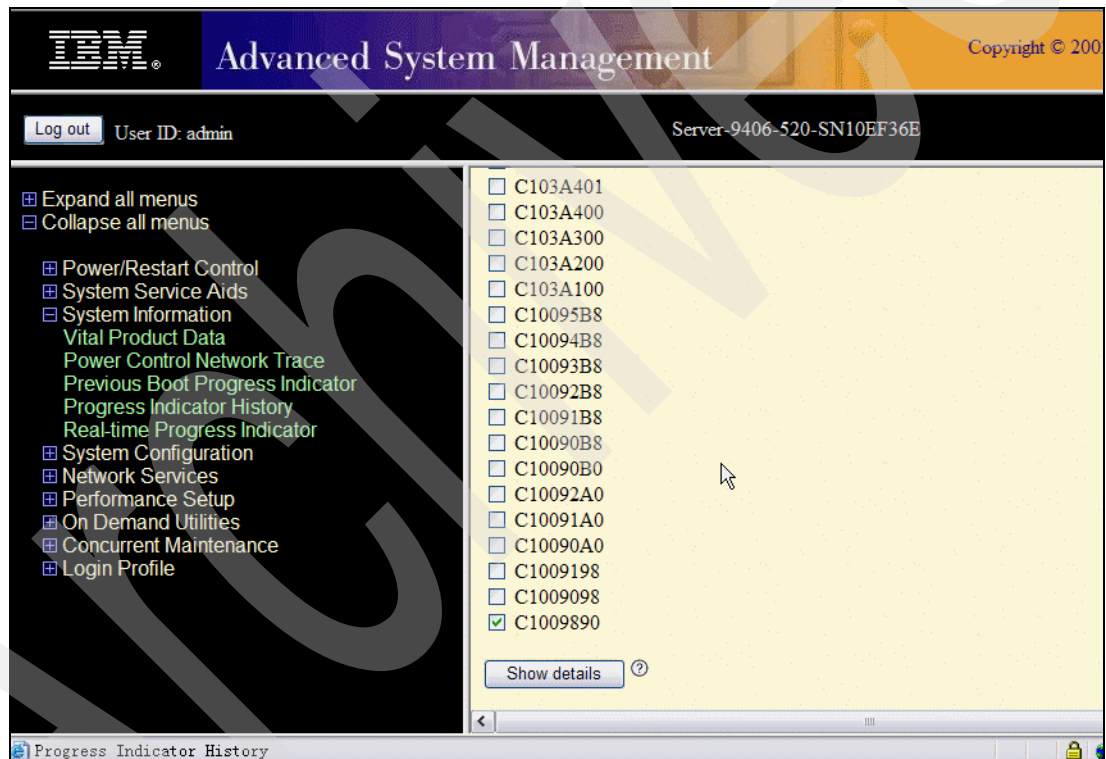 IBM®
Advanced System Management
Copyright © 200
Log out
User ID: admin
Server-9406-520-SN10EF36E
Expand all menus
Collapse all menus
Power/Restart Control
System Service Aids
System Information
Vital Product Data
Power Control Network Trace
Previous Boot Progress Indicator
Progress Indicator History
Real-time Progress Indicator
System Configuration
Network Services
Performance Setup
On Demand Utilities
Concurrent Maintenance
Login Profile
C103A401
C103A400
C103A300
C103A200
C103A100
C10095B8
C10094B8
C10093B8
C10092B8
C10091B8
C10090B8
C10090B0
C10092A0
C10091A0
C10090A0
C1009198
C1009098
C1009890
Show details
?
Progress Indicator History